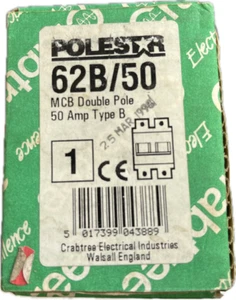 POLESTAR
62B/50
MCB Double Pole
50 Amp Type B
25 MAR 1996
1 CE
5 017399 043889
Crabtree Electrical Industries
Walsall England